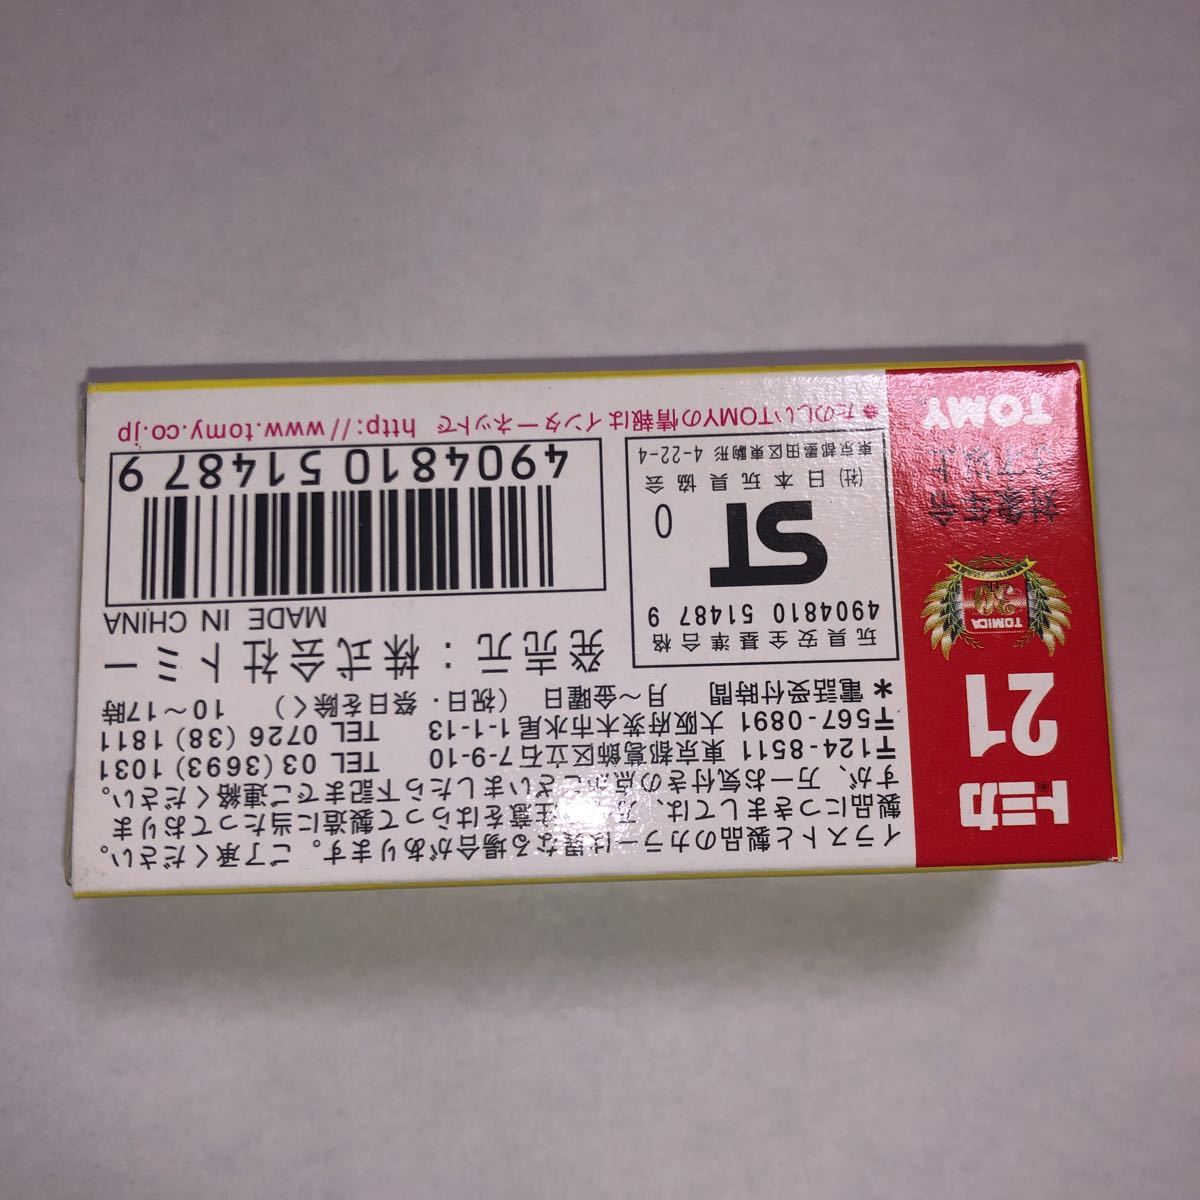 トミカ®
21
TOMICA
30
対象年令
3才以上
TOMY
イラストと製品のカラーは異なる場合があります。ご了承ください。
製品につきましては、万全の注意をはらって製造に当たっております
が、万一お気付きの点がございましたら下記までご連絡ください。
〒124-8511 東京都葛飾区立石7-9-10 TEL 03(3693)1031
〒567-0891 大阪府茨木市水尾1-1-13 TEL 0726(38)1811
＊電話受付時間 月～金曜日 (祝日・祭日を除く) 10～17時
玩具安全基準合格
4904810 51487 9
ST
0
(社)日本玩具協会
東京都墨田区東駒形 4-22-4
発売元：株式会社トミー
MADE IN CHINA
4904810 514879
＊たのしいTOMYの情報はインターネットで http://www.tomy.co.jp